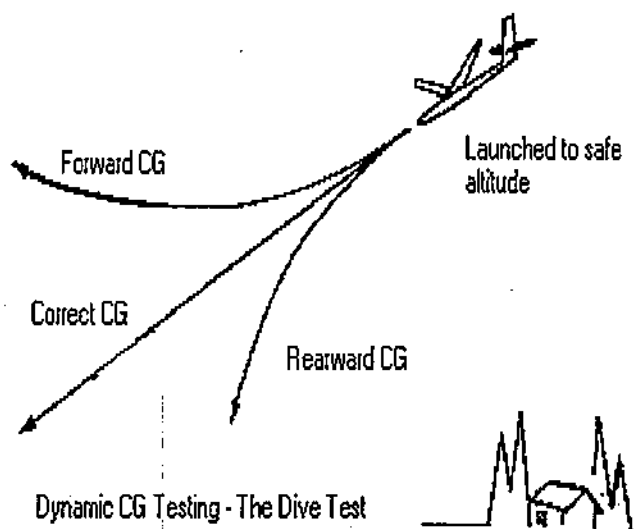 Forward CG
Launched to safe
altitude
Correct CG
Rearward CG
Dynamic CG Testing - The Dive Test